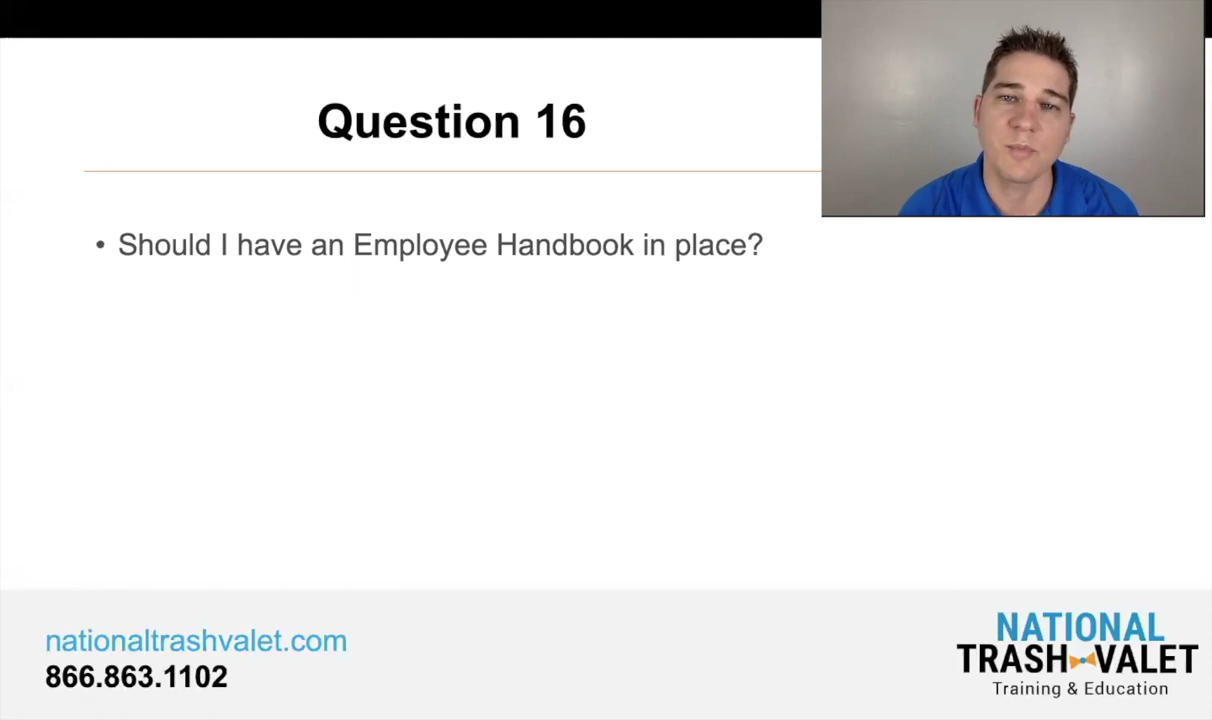 Question 16
• Should I have an Employee Handbook in place?
nationaltrashvalet.com
866.863.1102
NATIONAL
TRASH VALET
Training & Education